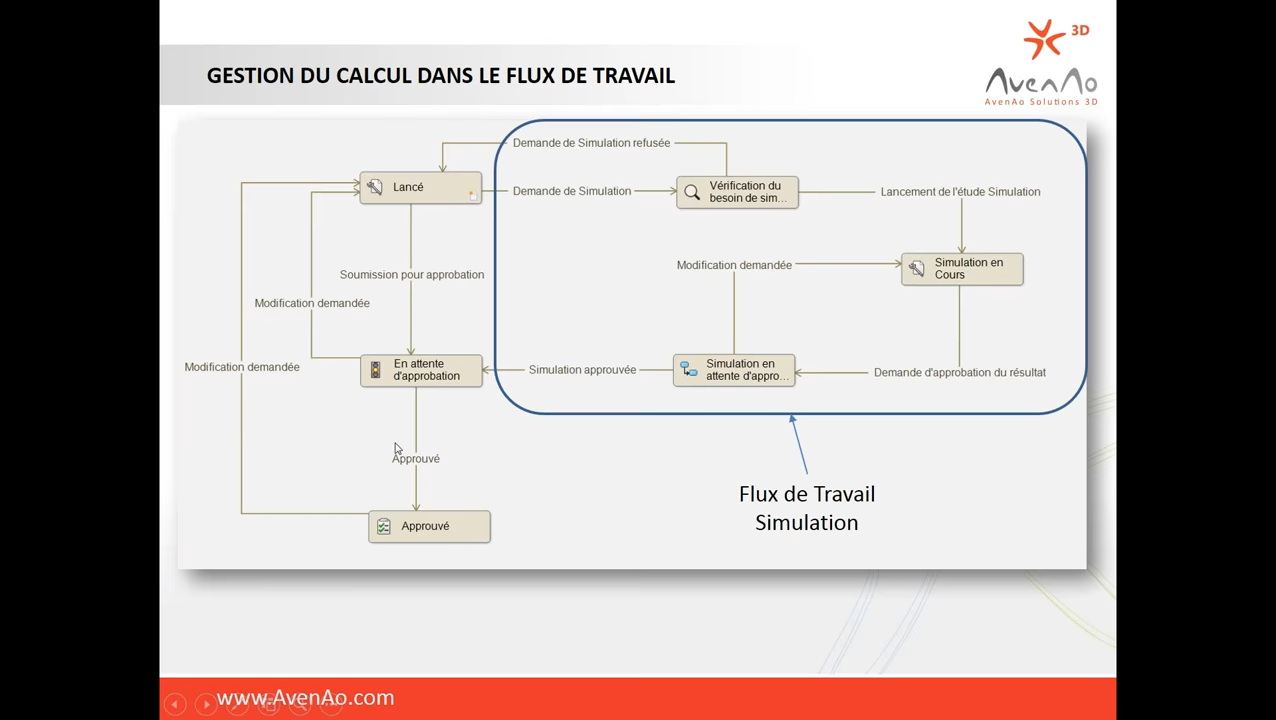 3D
AvenAo
AvenAo Solutions 3D
GESTION DU CALCUL DANS LE FLUX DE TRAVAIL
Demande de Simulation refusée
Lancé
Demande de Simulation
Vérification du
besoin de sim...
Lancement de l'étude Simulation
Modification demandée
Simulation en
Cours
Soumission pour approbation
Modification demandée
Modification demandée
En attente
d'approbation
Simulation approuvée
Simulation en
attente d'appro...
Demande d'approbation du résultat
Approuvé
Flux de Travail
Simulation
Approuvé
www.AvenAo.com